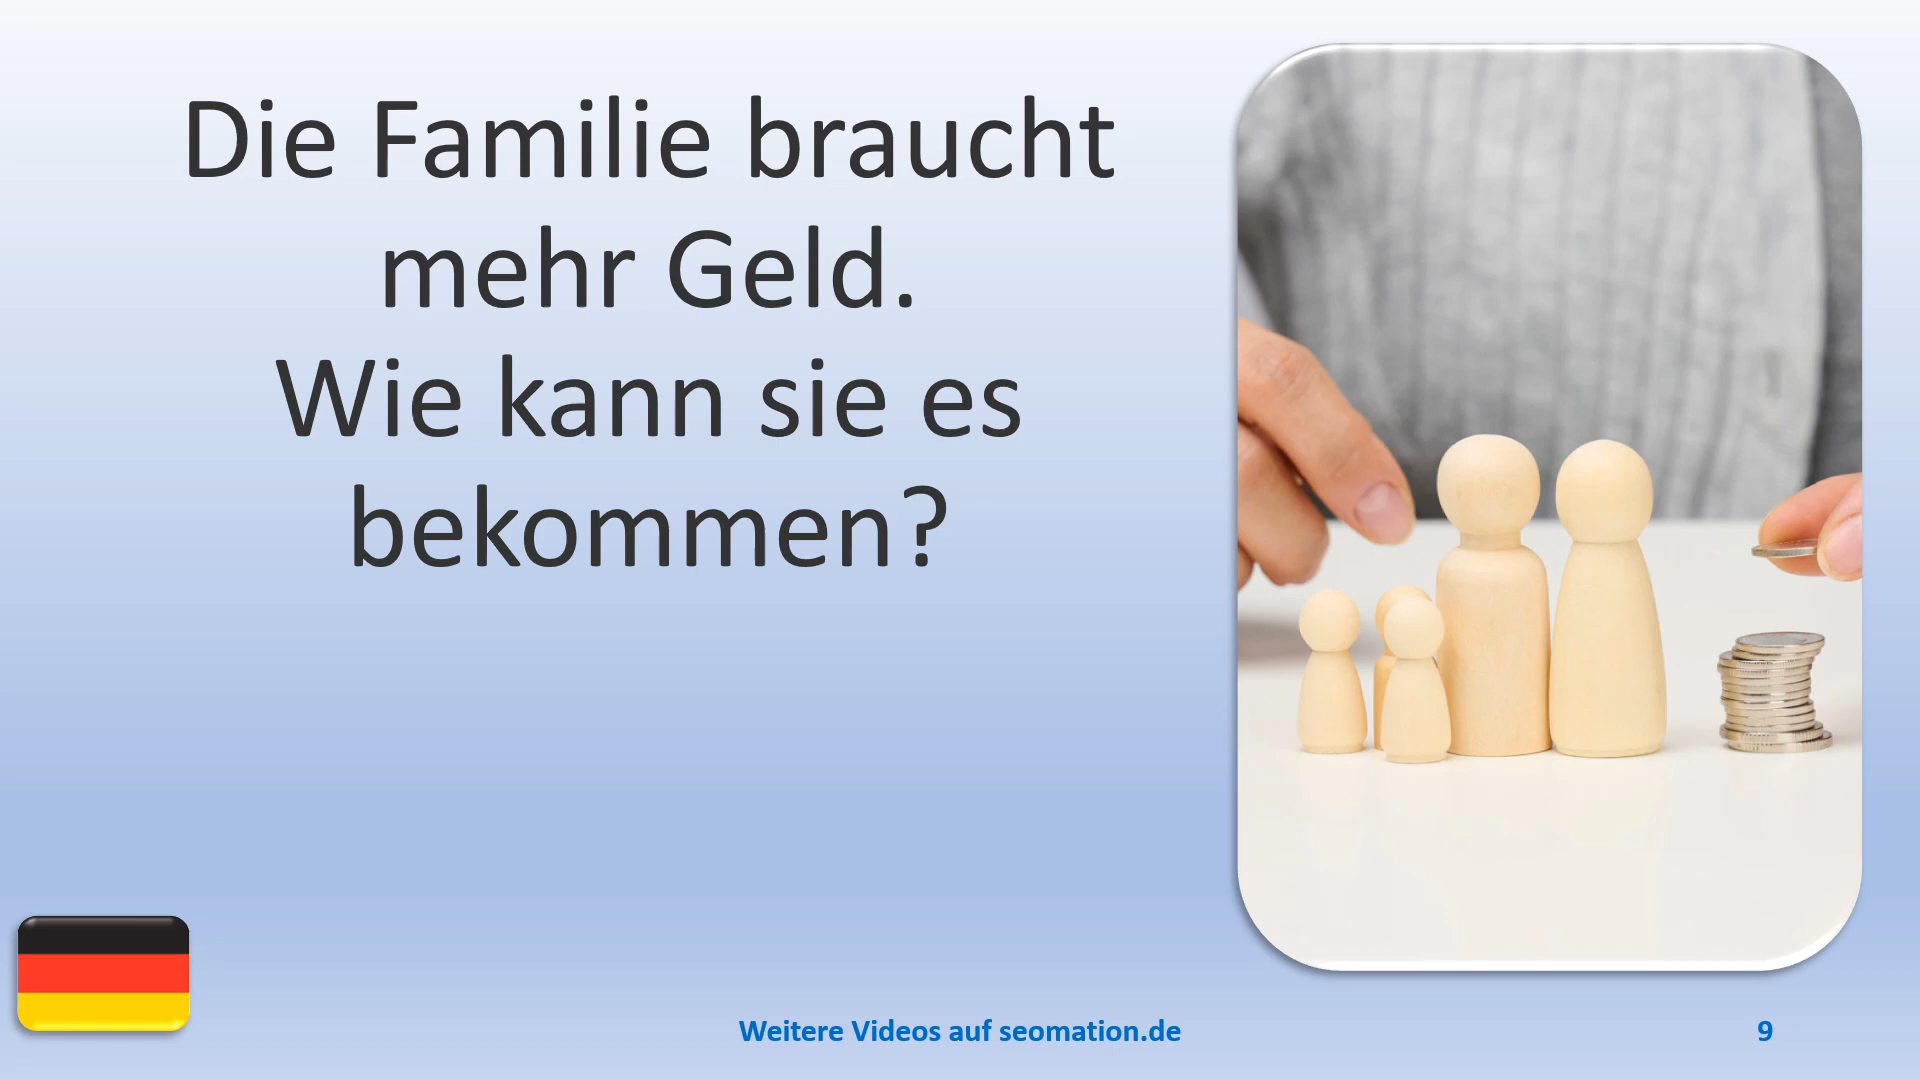 Die Familie braucht
mehr Geld.
Wie kann sie es
bekommen?
Weitere Videos auf seomation.de
9